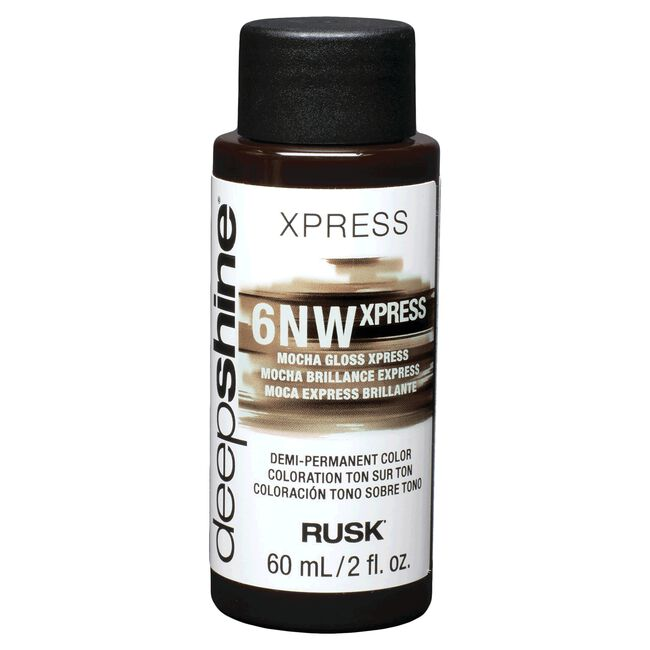 XPRESS
deepshine®
6NW XPRESS
MOCHA GLOSS XPRESS
MOCHA BRILLANCE EXPRESS
MOCA EXPRESS BRILLANTE
DEMI-PERMANENT COLOR
COLORATION TON SUR TON
COLORACIÓN TONO SOBRE TONO
RUSK®
60 mL/2 fl. oz.